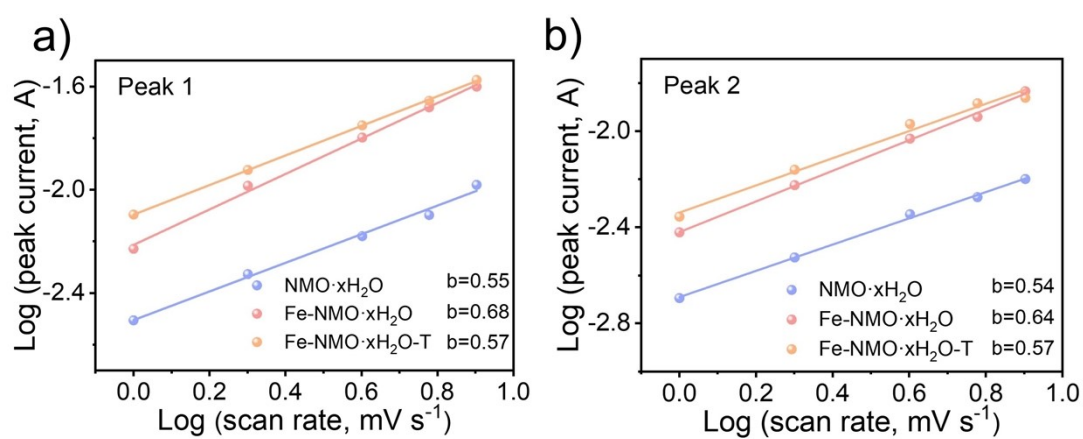 a)
Peak 1
Log (peak current, A)
-1.6
-2.0
-2.4
NMO·xH₂O b=0.55
Fe-NMO·xH₂O b=0.68
Fe-NMO·xH₂O-T b=0.57
0.0 0.2 0.4 0.6 0.8 1.0
Log (scan rate, mV s⁻¹)
b)
Peak 2
Log (peak current, A)
-2.0
-2.4
-2.8
NMO·xH₂O b=0.54
Fe-NMO·xH₂O b=0.64
Fe-NMO·xH₂O-T b=0.57
0.0 0.2 0.4 0.6 0.8 1.0
Log (scan rate, mV s⁻¹)